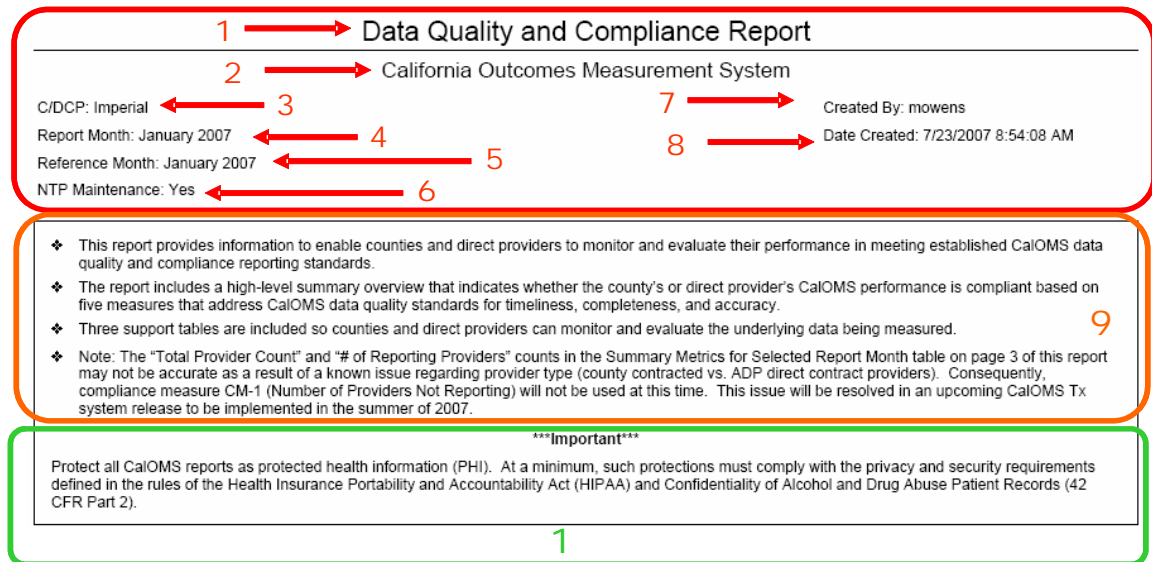 1 Data Quality and Compliance Report
2 California Outcomes Measurement System
C/DCP: Imperial 3 7 Created By: mowens
Report Month: January 2007 4 8 Date Created: 7/23/2007 8:54:08 AM
Reference Month: January 2007 5
NTP Maintenance: Yes 6
❖ This report provides information to enable counties and direct providers to monitor and evaluate their performance in meeting established CalOMS data
quality and compliance reporting standards.
❖ The report includes a high-level summary overview that indicates whether the county's or direct provider's CalOMS performance is compliant based on
five measures that address CalOMS data quality standards for timeliness, completeness, and accuracy.
❖ Three support tables are included so counties and direct providers can monitor and evaluate the underlying data being measured. 9
❖ Note: The "Total Provider Count" and "# of Reporting Providers" counts in the Summary Metrics for Selected Report Month table on page 3 of this report
may not be accurate as a result of a known issue regarding provider type (county contracted vs. ADP direct contract providers). Consequently,
compliance measure CM-1 (Number of Providers Not Reporting) will not be used at this time. This issue will be resolved in an upcoming CalOMS Tx
system release to be implemented in the summer of 2007.
***Important***
Protect all CalOMS reports as protected health information (PHI). At a minimum, such protections must comply with the privacy and security requirements
defined in the rules of the Health Insurance Portability and Accountability Act (HIPAA) and Confidentiality of Alcohol and Drug Abuse Patient Records (42
CFR Part 2).
1